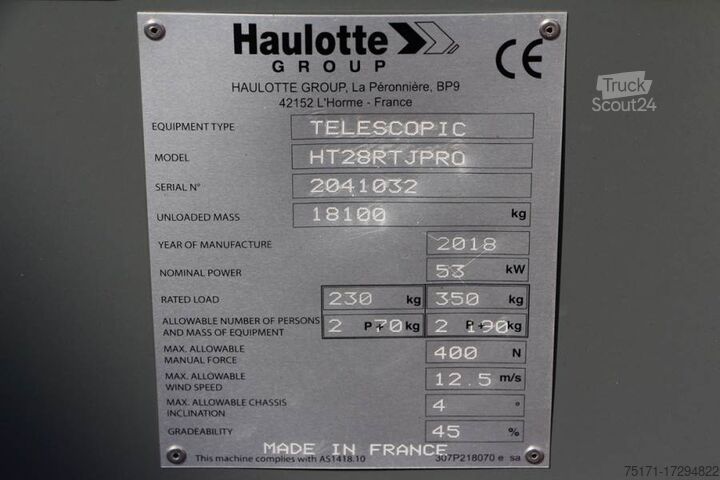 Haulotte
GROUP
CE
HAULOTTE GROUP, La Péronnière, BP9
42152 L'Horme - France
Truck
Scout24
EQUIPMENT TYPE TELESCOPIC
MODEL HT28RTJPRO
SERIAL N° 2041032
UNLOADED MASS 18100 kg
YEAR OF MANUFACTURE 2018
NOMINAL POWER 53 kW
RATED LOAD 230 kg 350 kg
ALLOWABLE NUMBER OF PERSONS
AND MASS OF EQUIPMENT 2 P+ 70 kg 2 P+ 190 kg
MAX. ALLOWABLE
MANUAL FORCE 400 N
MAX. ALLOWABLE
WIND SPEED 12.5 m/s
MAX. ALLOWABLE CHASSIS
INCLINATION 4 °
GRADEABILITY 45 %
MADE IN FRANCE
This machine complies with AS1418.10 307P218070 e sa
75171-17294822